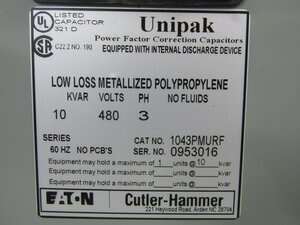 UL LISTED
CAPACITOR
321 D
Unipak
Power Factor Correction Capacitors
C22.2 NO. 190
EQUIPPED WITH INTERNAL DISCHARGE DEVICE
LOW LOSS METALLIZED POLYPROPYLENE
KVAR VOLTS PH NO FLUIDS
10 480 3
SERIES CAT NO. 1043PMURF
60 HZ NO PCB'S SER. NO. 0953016
Equipment may hold a maximum of 1 units @ 10 kvar
Equipment may hold a maximum of units @ kvar
Equipment may hold a maximum of units @ kvar
EATON Cutler-Hammer
221 Heywood Road, Arden NC 28704